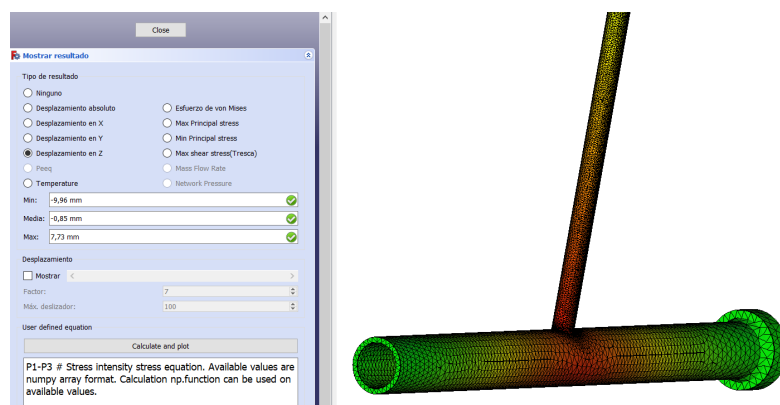 Close
Mostrar resultado
Tipo de resultado
Ninguno
Desplazamiento absoluto
Esfuerzo de von Mises
Desplazamiento en X
Max Principal stress
Desplazamiento en Y
Min Principal stress
Desplazamiento en Z
Max shear stress(Tresca)
Peeq
Mass Flow Rate
Temperature
Network Pressure
Min: -9,96 mm
Media: -0,85 mm
Max: 7,73 mm
Desplazamiento
Mostrar
Factor: 7
Máx. deslizador: 100
User defined equation
Calculate and plot
P1-P3 # Stress intensity stress equation. Available values are
numpy array format. Calculation np.function can be used on
available values.